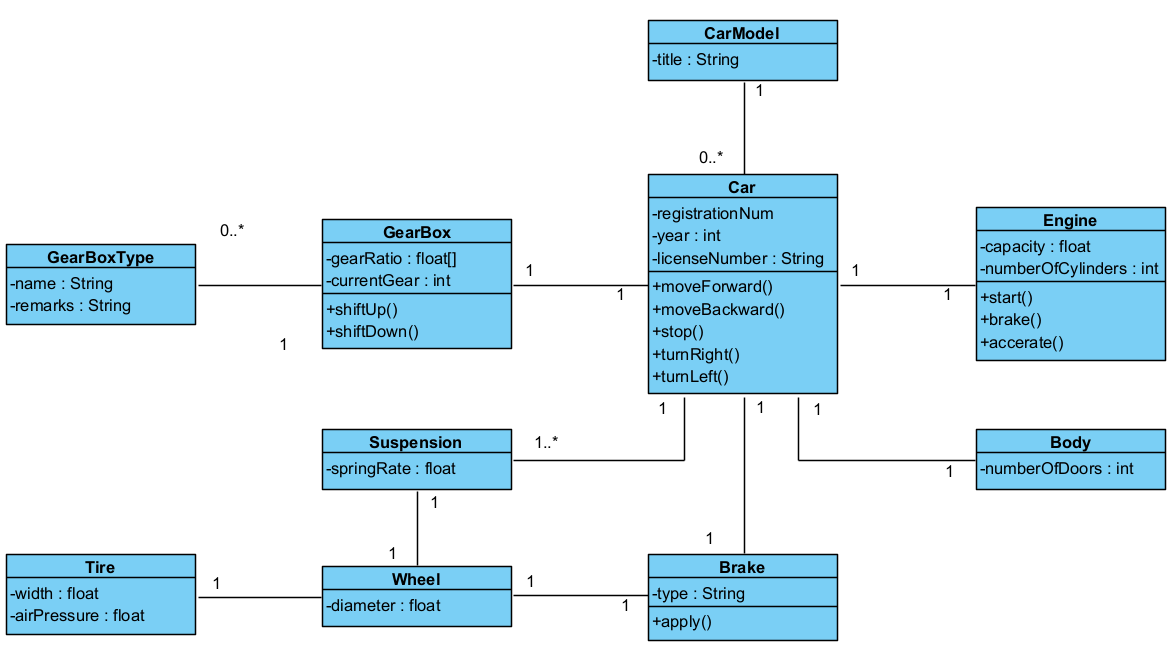 CarModel
-title : String
1
0..*
Car
-registrationNum
-year : int
-licenseNumber : String
+moveForward()
+moveBackward()
+stop()
+turnRight()
+turnLeft()
0..*
GearBoxType
-name : String
-remarks : String
1
GearBox
-gearRatio : float[]
-currentGear : int
+shiftUp()
+shiftDown()
1
1
1
1
Engine
-capacity : float
-numberOfCylinders : int
+start()
+brake()
+accerate()
1
1
1
Suspension
-springRate : float
1..*
Body
-numberOfDoors : int
1
1
1
1
Tire
-width : float
-airPressure : float
1
Wheel
-diameter : float
1
1
Brake
-type : String
+apply()